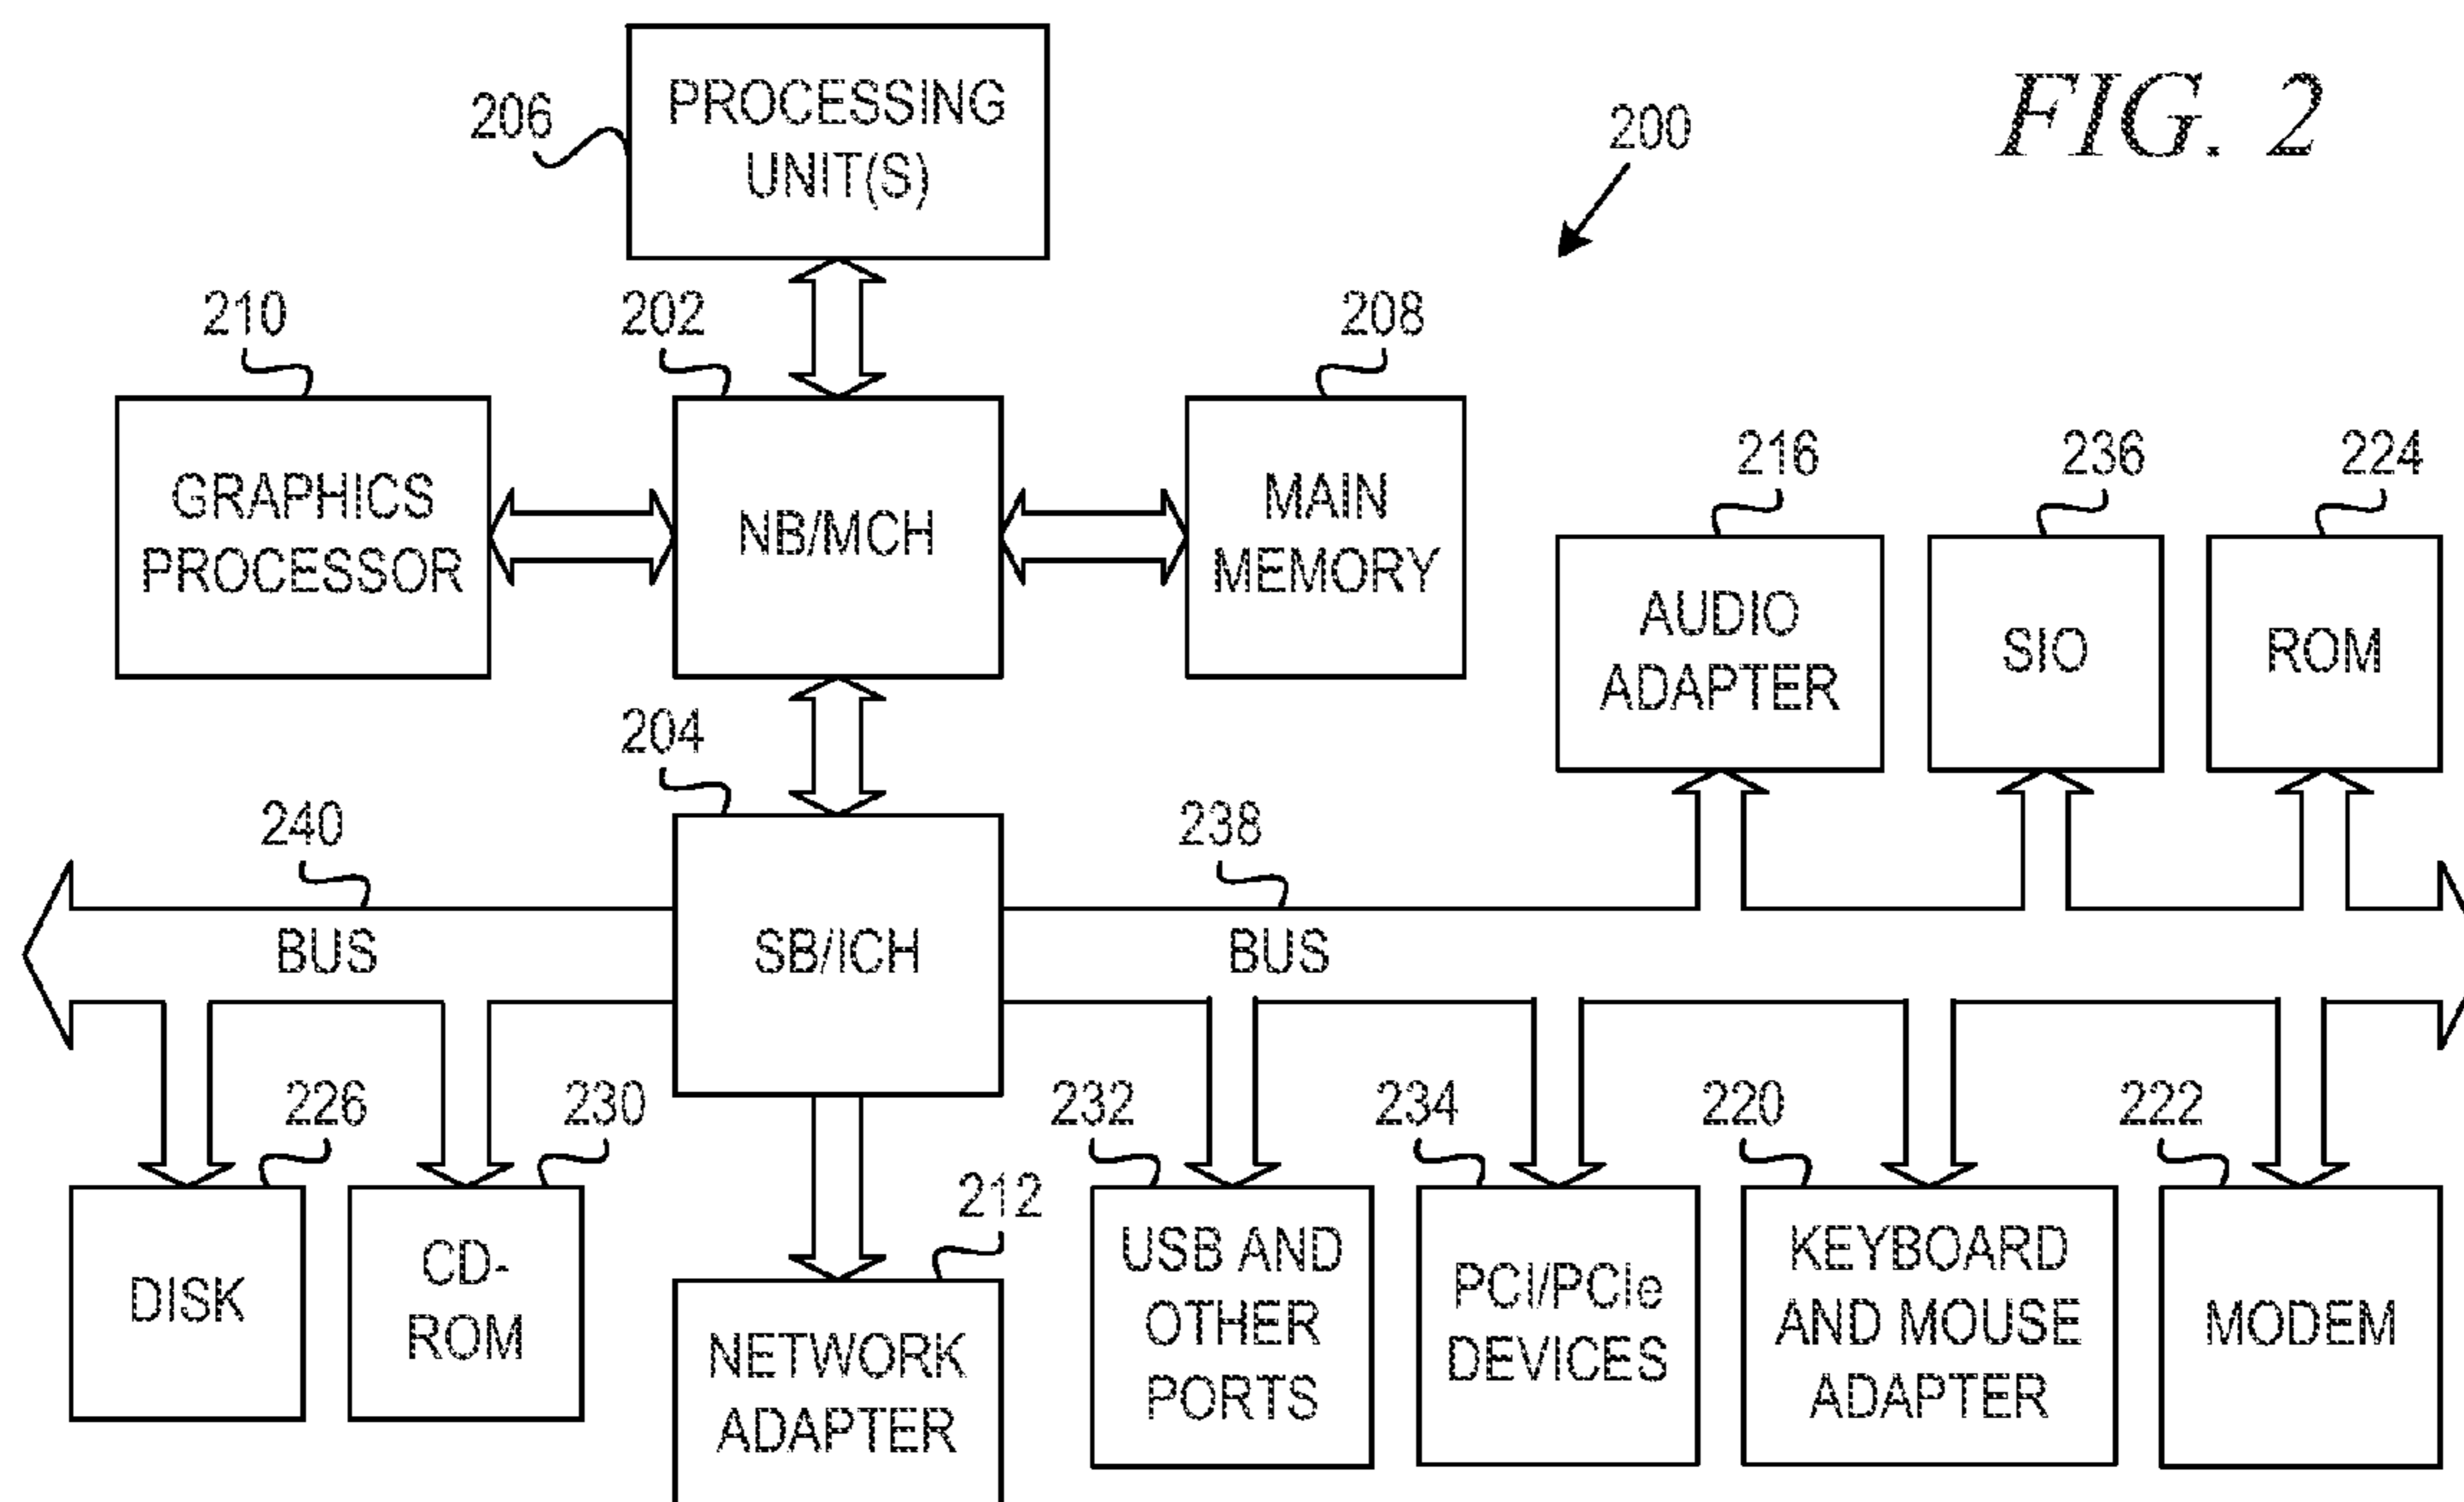 FIG. 2
206
PROCESSING
UNIT(S)
200
210
202
208
GRAPHICS
PROCESSOR
NB/MCH
MAIN
MEMORY
216
236
224
AUDIO
ADAPTER
SIO
ROM
204
240
238
BUS
SB/ICH
BUS
226
230
212
232
234
220
222
DISK
CD-
ROM
NETWORK
ADAPTER
USB AND
OTHER
PORTS
PCI/PCIe
DEVICES
KEYBOARD
AND MOUSE
ADAPTER
MODEM